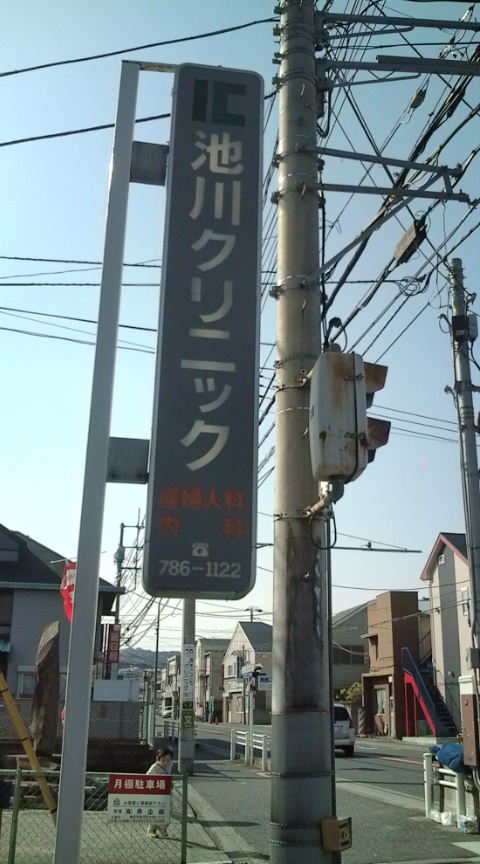 IC
池川クリニック
産婦人科
内 科
☎
786-1122
月極駐車場